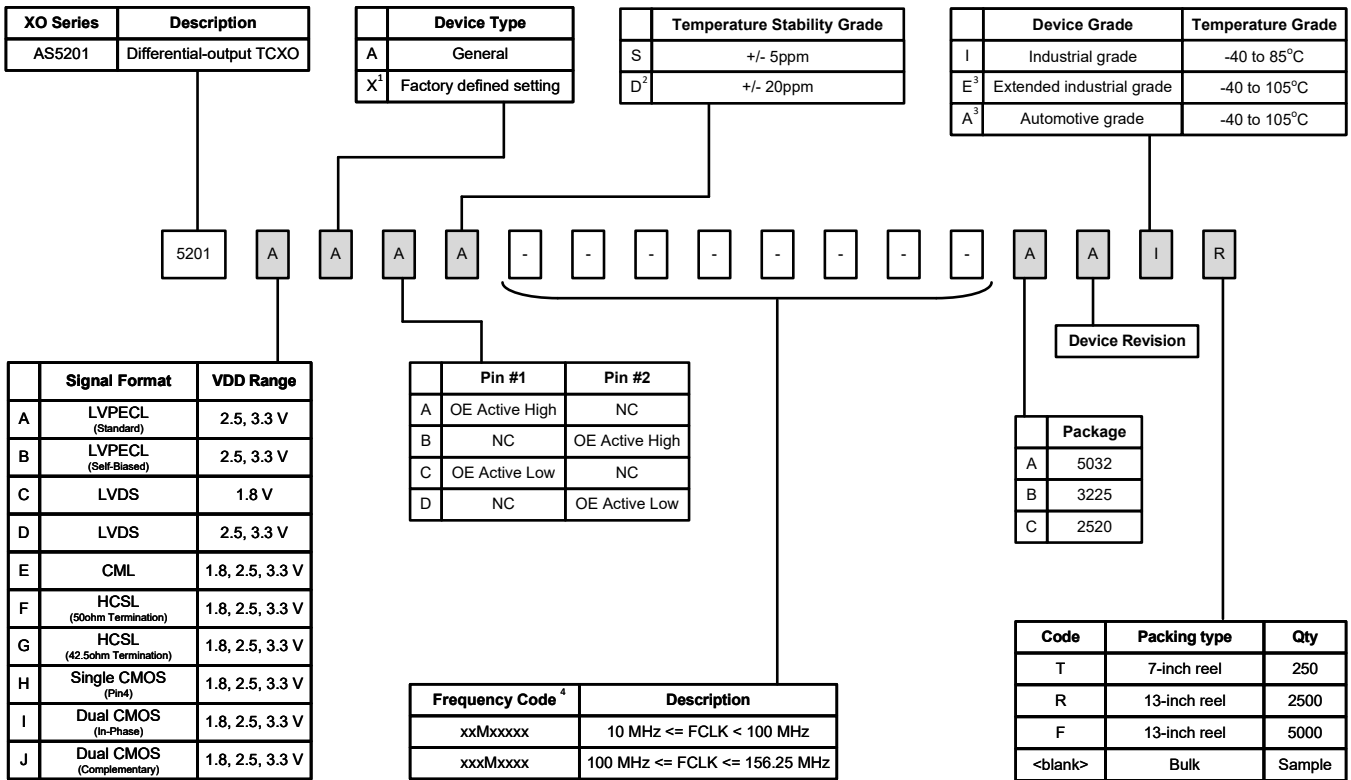 XO Series Description
AS5201 Differential-output TCXO
Device Type
A General
X1 Factory defined setting
Temperature Stability Grade
S +/- 5ppm
D2 +/- 20ppm
Device Grade Temperature Grade
I Industrial grade -40 to 85°C
E3 Extended industrial grade -40 to 105°C
A3 Automotive grade -40 to 105°C
5201 A A A A - - - - - - - - A A I R
Signal Format VDD Range
A LVPECL (Standard) 2.5, 3.3 V
B LVPECL (Self-Biased) 2.5, 3.3 V
C LVDS 1.8 V
D LVDS 2.5, 3.3 V
E CML 1.8, 2.5, 3.3 V
F HCSL (50ohm Termination) 1.8, 2.5, 3.3 V
G HCSL (42.5ohm Termination) 1.8, 2.5, 3.3 V
H Single CMOS (Pin4) 1.8, 2.5, 3.3 V
I Dual CMOS (In-Phase) 1.8, 2.5, 3.3 V
J Dual CMOS (Complementary) 1.8, 2.5, 3.3 V
Pin #1 Pin #2
A OE Active High NC
B NC OE Active High
C OE Active Low NC
D NC OE Active Low
Frequency Code 4 Description
xxMxxxxx 10 MHz <= FCLK < 100 MHz
xxxMxxxx 100 MHz <= FCLK <= 156.25 MHz
Device Revision
Package
A 5032
B 3225
C 2520
Code Packing type Qty
T 7-inch reel 250
R 13-inch reel 2500
F 13-inch reel 5000
<blank> Bulk Sample